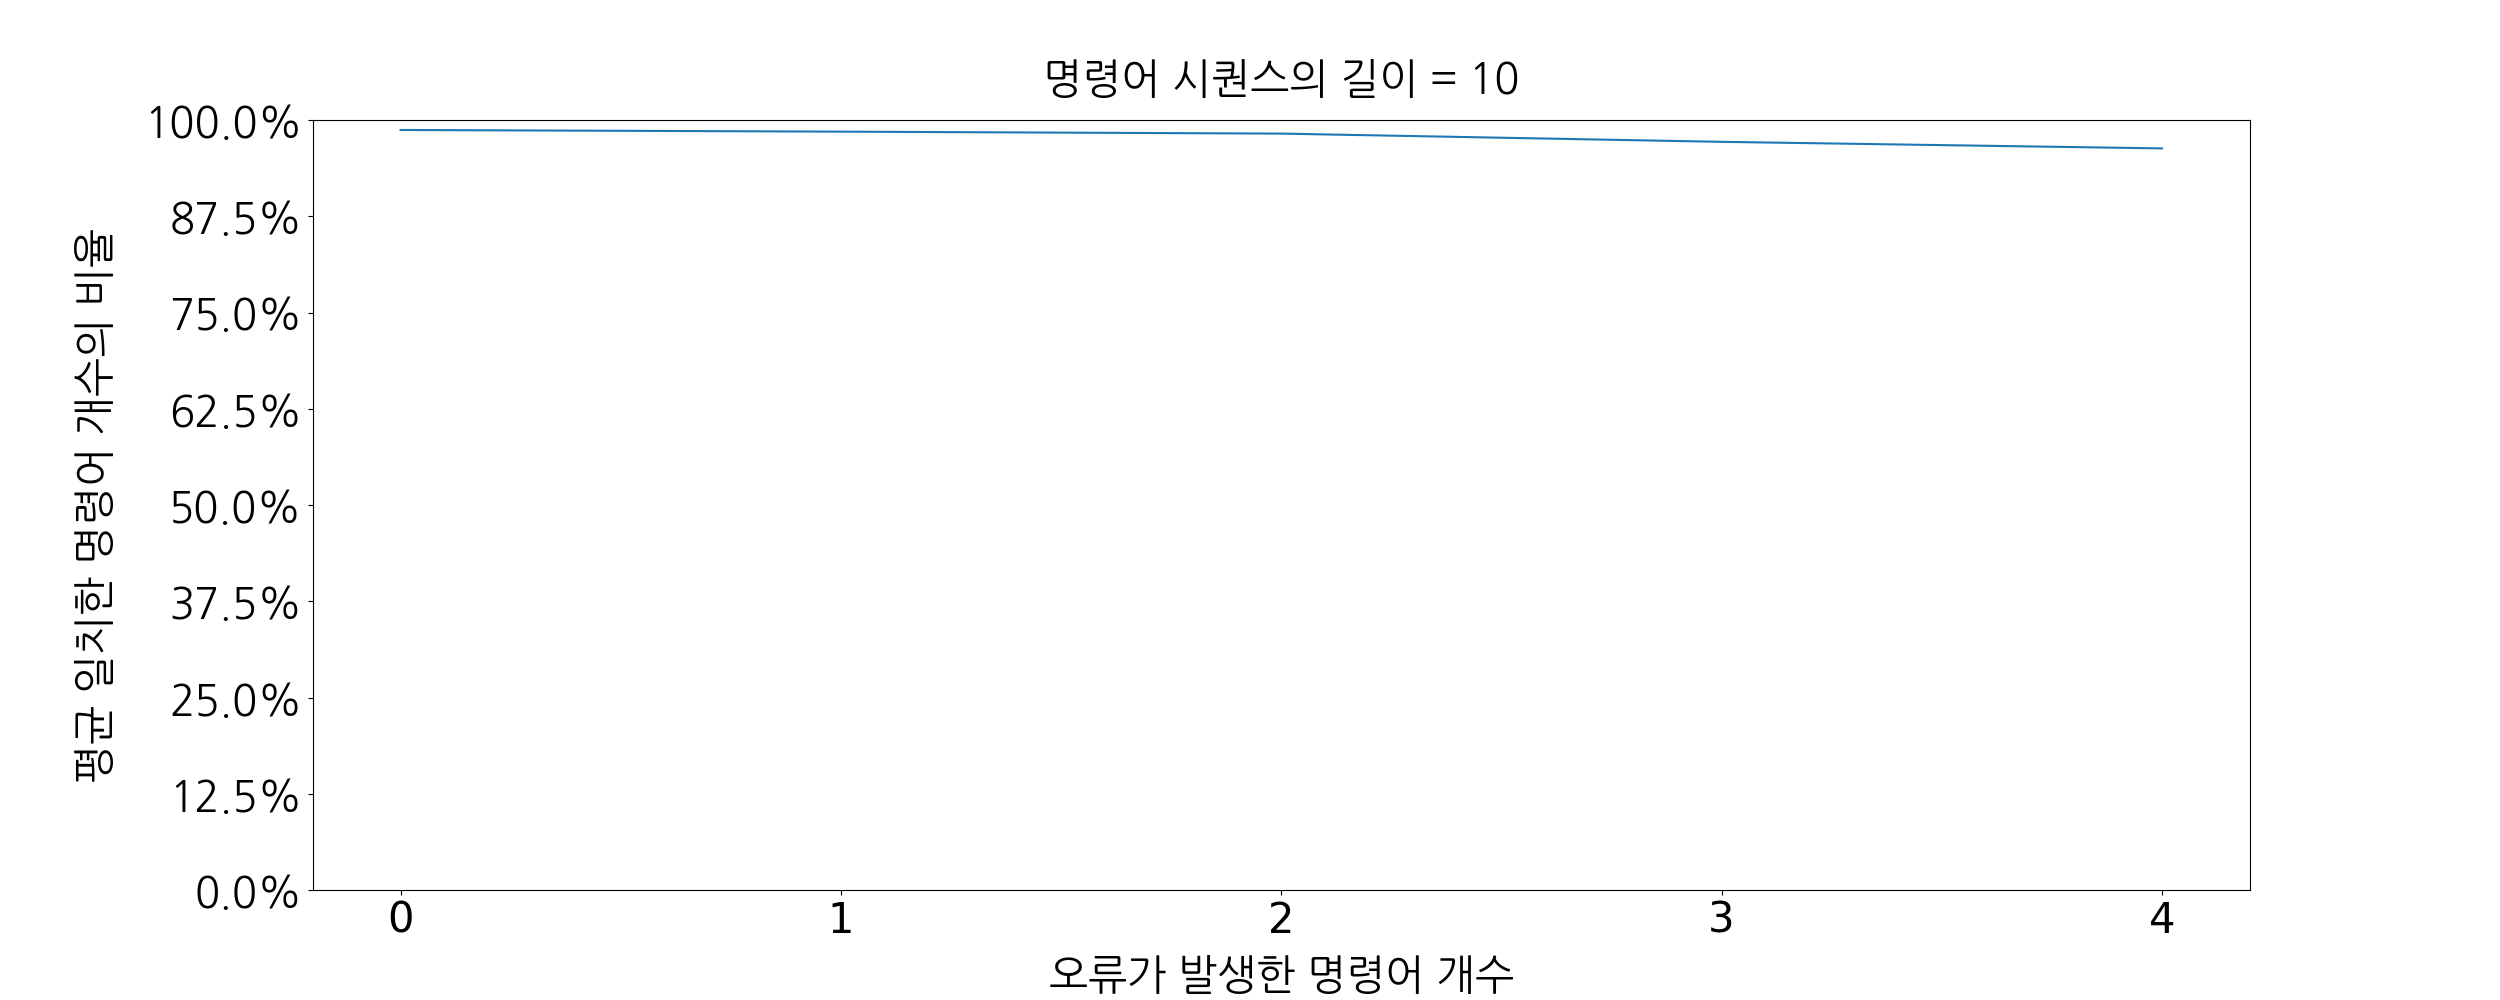 명령어 시퀀스의 길이 = 10
평균 일치한 명령어 개수의 비율
100.0%
87.5%
75.0%
62.5%
50.0%
37.5%
25.0%
12.5%
0.0%
0 1 2 3 4
오류가 발생한 명령어 개수